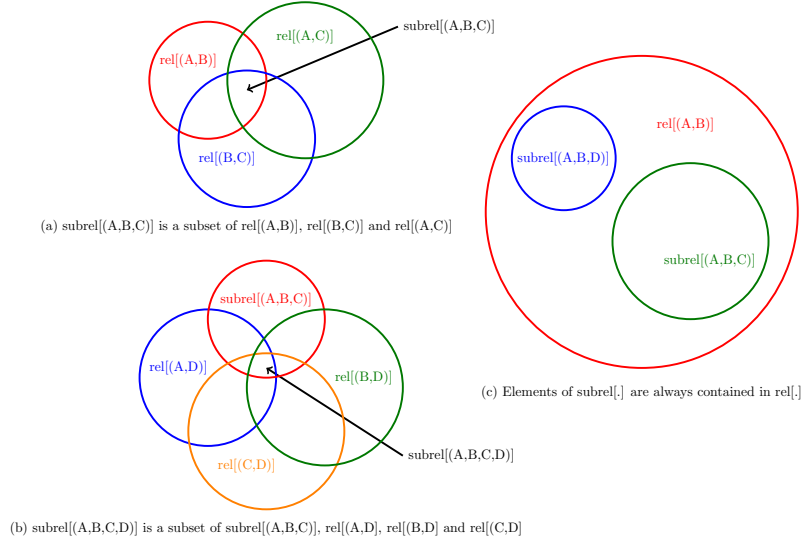 rel[(A,B)]
rel[(A,C)]
subrel[(A,B,C)]
rel[(B,C)]
(a) subrel[(A,B,C)] is a subset of rel[(A,B)], rel[(B,C)] and rel[(A,C)]
subrel[(A,B,C)]
rel[(A,D)]
rel[(B,D)]
rel[(C,D)]
subrel[(A,B,C,D)]
(b) subrel[(A,B,C,D)] is a subset of subrel[(A,B,C)], rel[(A,D], rel[(B,D] and rel[(C,D]
rel[(A,B)]
subrel[(A,B,D)]
subrel[(A,B,C)]
(c) Elements of subrel[.] are always contained in rel[.]